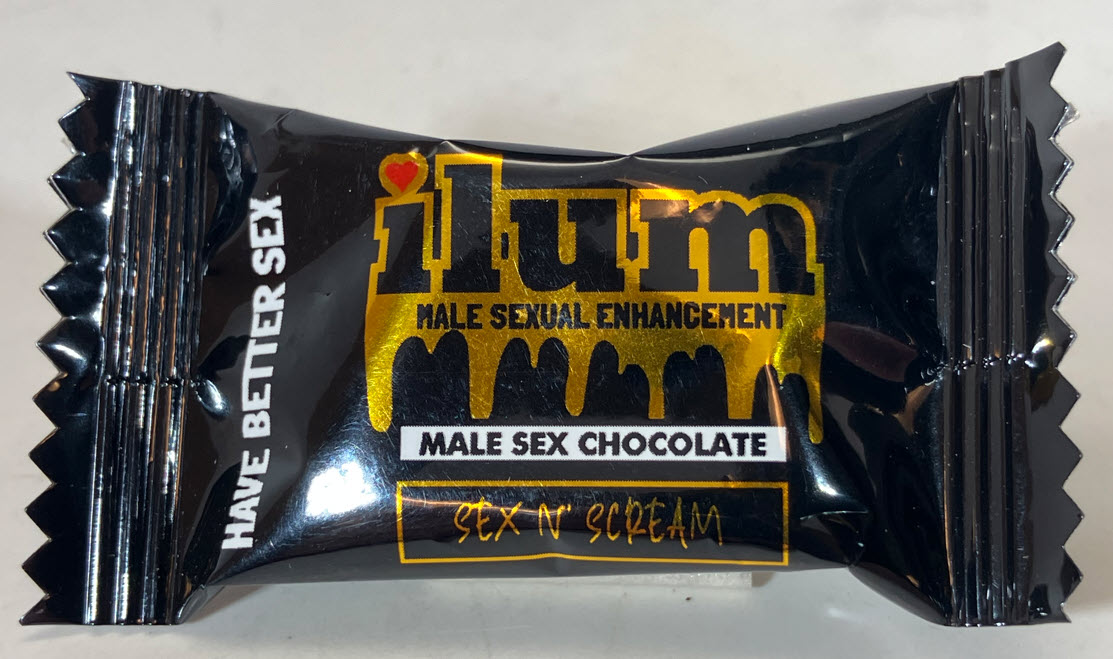 HAVE BETTER SEX
ilum
MALE SEXUAL ENHANCEMENT
MALE SEX CHOCOLATE
SEX N' SCREAM